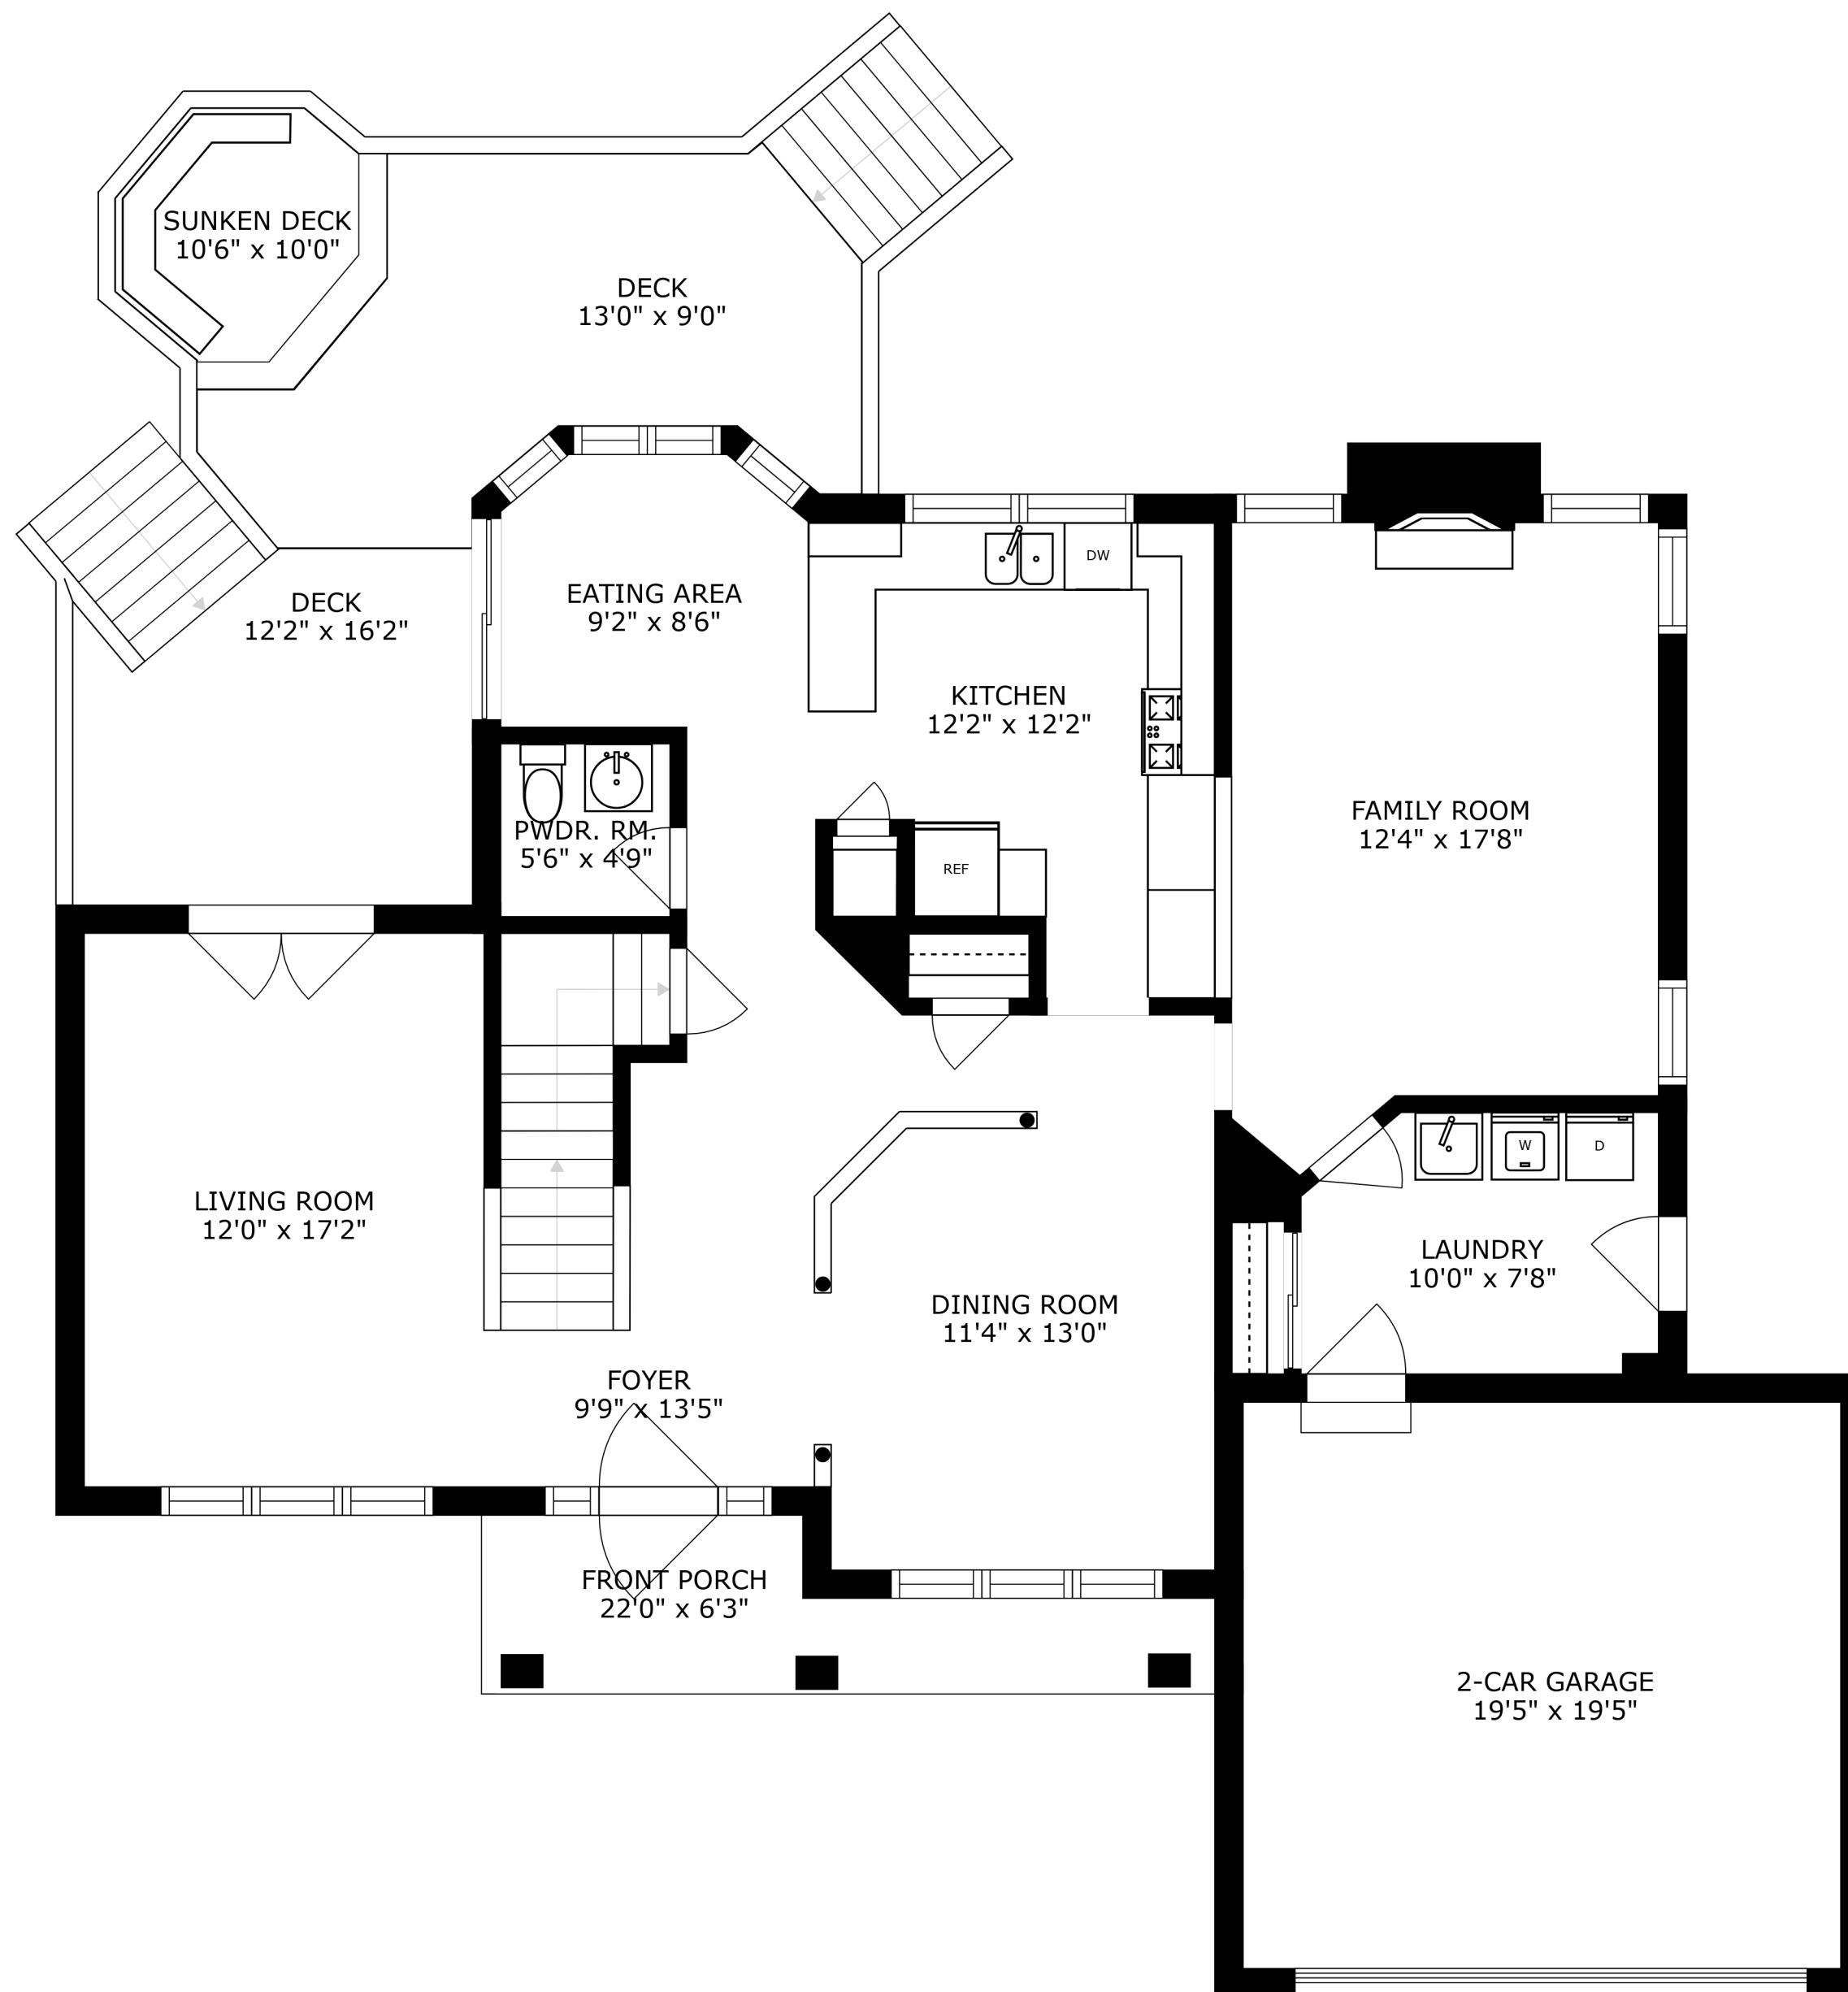 SUNKEN DECK
10'6" x 10'0"
DECK
13'0" x 9'0"
DECK
12'2" x 16'2"
EATING AREA
9'2" x 8'6"
DW
KITCHEN
12'2" x 12'2"
FAMILY ROOM
12'4" x 17'8"
PWDR. RM.
5'6" x 4'9"
REF
W
D
LIVING ROOM
12'0" x 17'2"
LAUNDRY
10'0" x 7'8"
DINING ROOM
11'4" x 13'0"
FOYER
9'9" x 13'5"
FRONT PORCH
22'0" x 6'3"
2-CAR GARAGE
19'5" x 19'5"